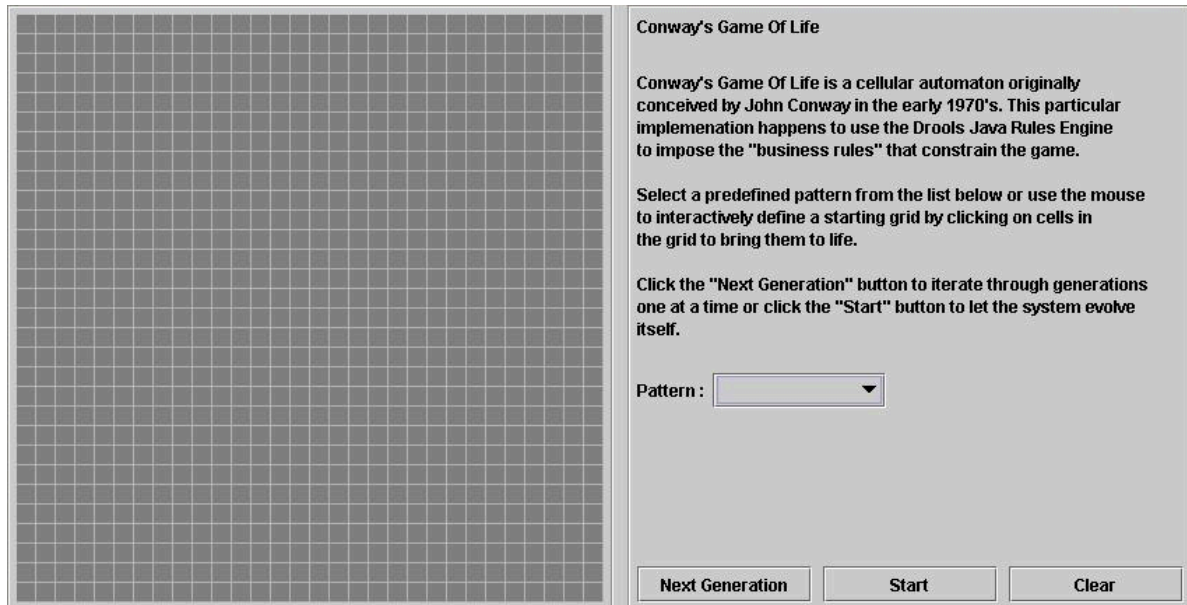 Conway's Game Of Life
Conway's Game Of Life is a cellular automaton originally
conceived by John Conway in the early 1970's. This particular
implemenation happens to use the Drools Java Rules Engine
to impose the "business rules" that constrain the game.
Select a predefined pattern from the list below or use the mouse
to interactively define a starting grid by clicking on cells in
the grid to bring them to life.
Click the "Next Generation" button to iterate through generations
one at a time or click the "Start" button to let the system evolve
itself.
Pattern :
Next Generation Start Clear